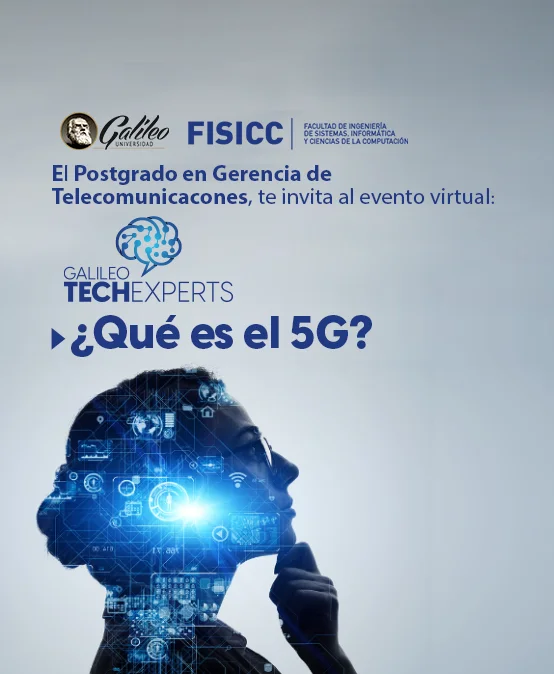 Galileo
UNIVERSIDAD
FISICC
FACULTAD DE INGENIERÍA
DE SISTEMAS, INFORMÁTICA
Y CIENCIAS DE LA COMPUTACIÓN
El Postgrado en Gerencia de
Telecomunicacones, te invita al evento virtual:
GALILEO
TECHEXPERTS
¿Qué es el 5G?